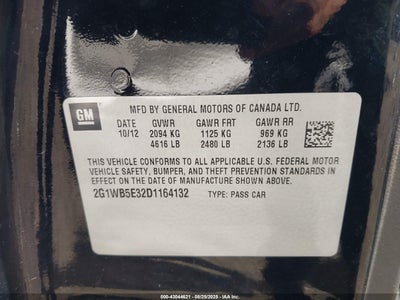 GM
MFD BY GENERAL MOTORS OF CANADA LTD.
DATE GVWR GAWR FRT GAWR RR
10/12 2094 KG 1125 KG 969 KG
4616 LB 2480 LB 2136 LB
THIS VEHICLE CONFORMS TO ALL APPLICABLE U.S. FEDERAL MOTOR
VEHICLE SAFETY, BUMPER, AND THEFT PREVENTION STANDARDS
IN EFFECT ON THE DATE OF MANUFACTURE SHOWN ABOVE.
2G1WB5E32D1164132 TYPE: PASS CAR
000-43044621 - 09/29/2025 - IAAI.COM